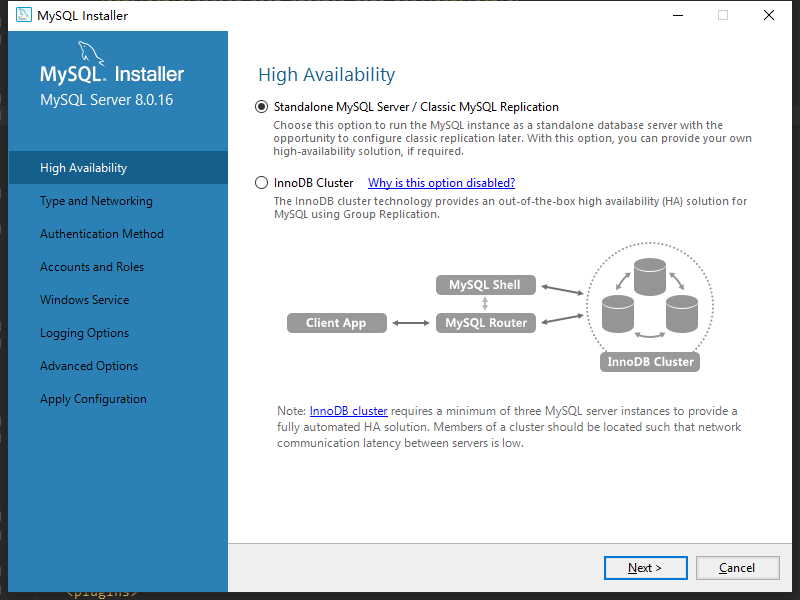 MySQL Installer
MySQL. Installer
MySQL Server 8.0.16
High Availability
Type and Networking
Authentication Method
Accounts and Roles
Windows Service
Logging Options
Advanced Options
Apply Configuration
High Availability
Standalone MySQL Server / Classic MySQL Replication
Choose this option to run the MySQL instance as a standalone database server with the
opportunity to configure classic replication later. With this option, you can provide your own
high-availability solution, if required.
InnoDB Cluster Why is this option disabled?
The InnoDB cluster technology provides an out-of-the-box high availability (HA) solution for
MySQL using Group Replication.
MySQL Shell
Client App
MySQL Router
InnoDB Cluster
Note: InnoDB cluster requires a minimum of three MySQL server instances to provide a
fully automated HA solution. Members of a cluster should be located such that network
communication latency between servers is low.
Next >
Cancel
<plugins>